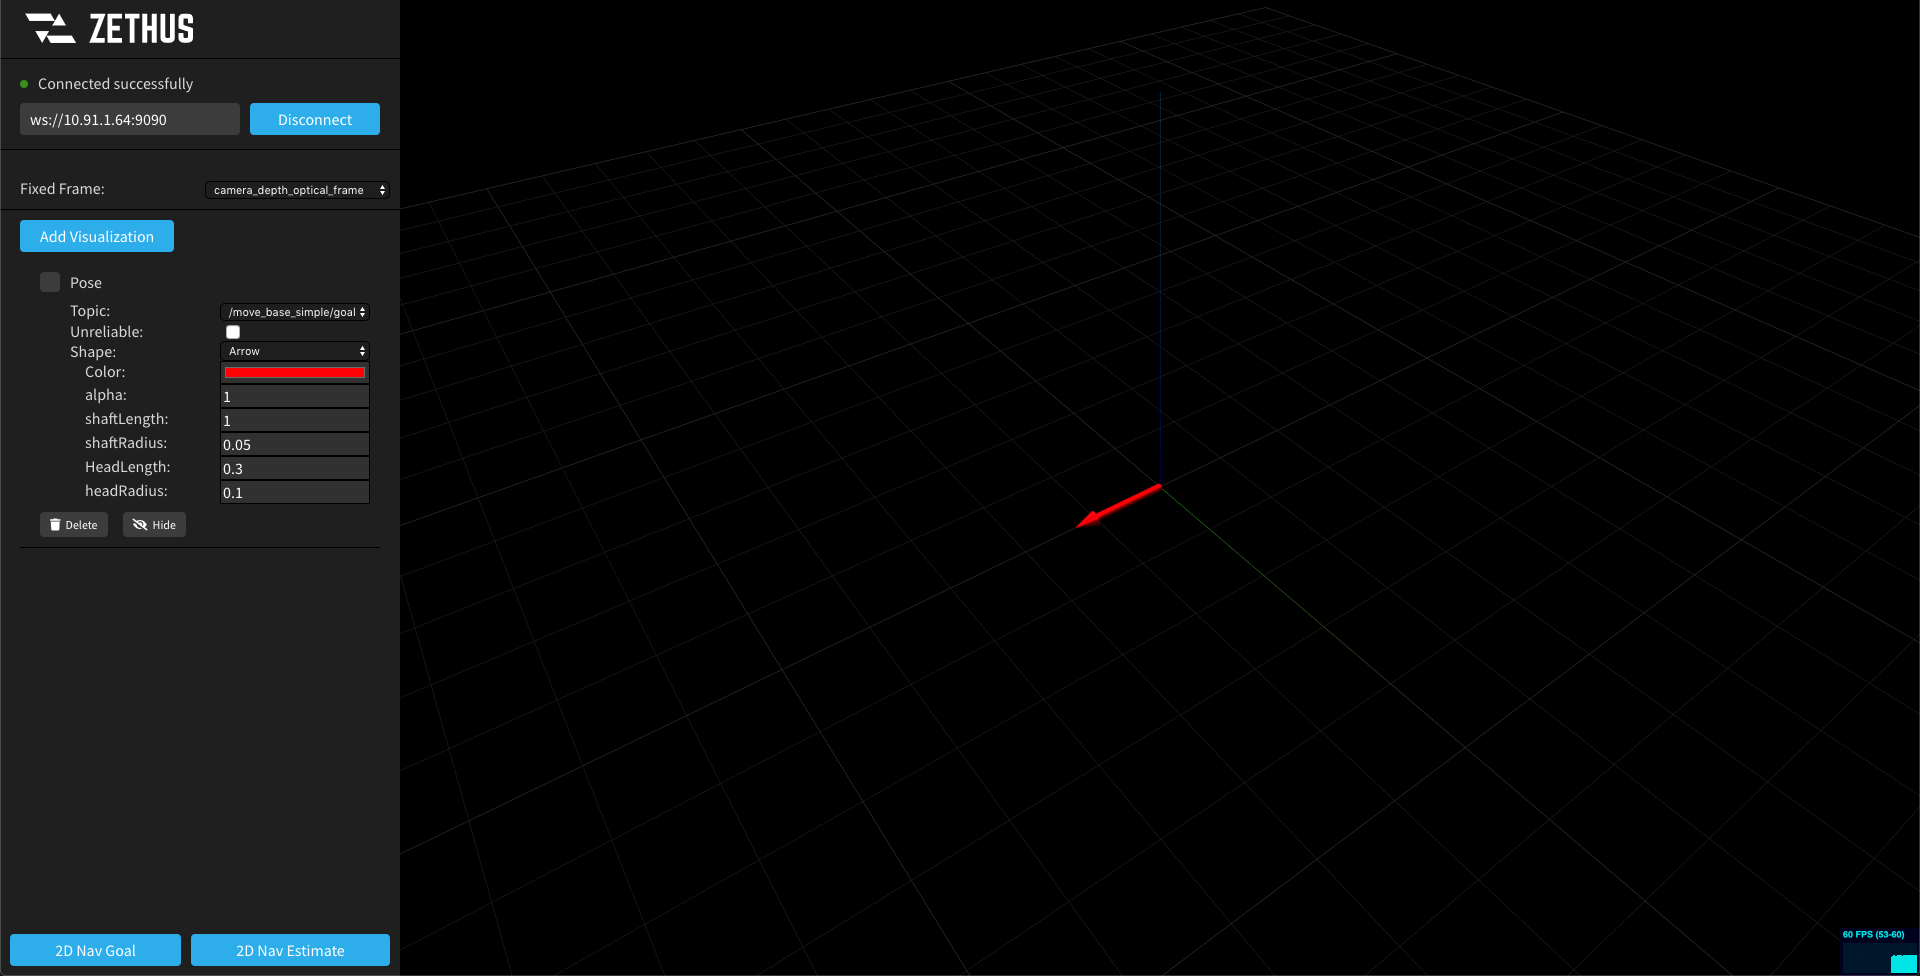 ZETHUS
Connected successfully
ws://10.91.1.64:9090
Disconnect
Fixed Frame:
camera_depth_optical_frame
Add Visualization
Pose
Topic:
/move_base_simple/goal
Unreliable:
Shape:
Arrow
Color:
alpha:
1
shaftLength:
1
shaftRadius:
0.05
HeadLength:
0.3
headRadius:
0.1
Delete
Hide
2D Nav Goal
2D Nav Estimate
60 FPS (53-60)